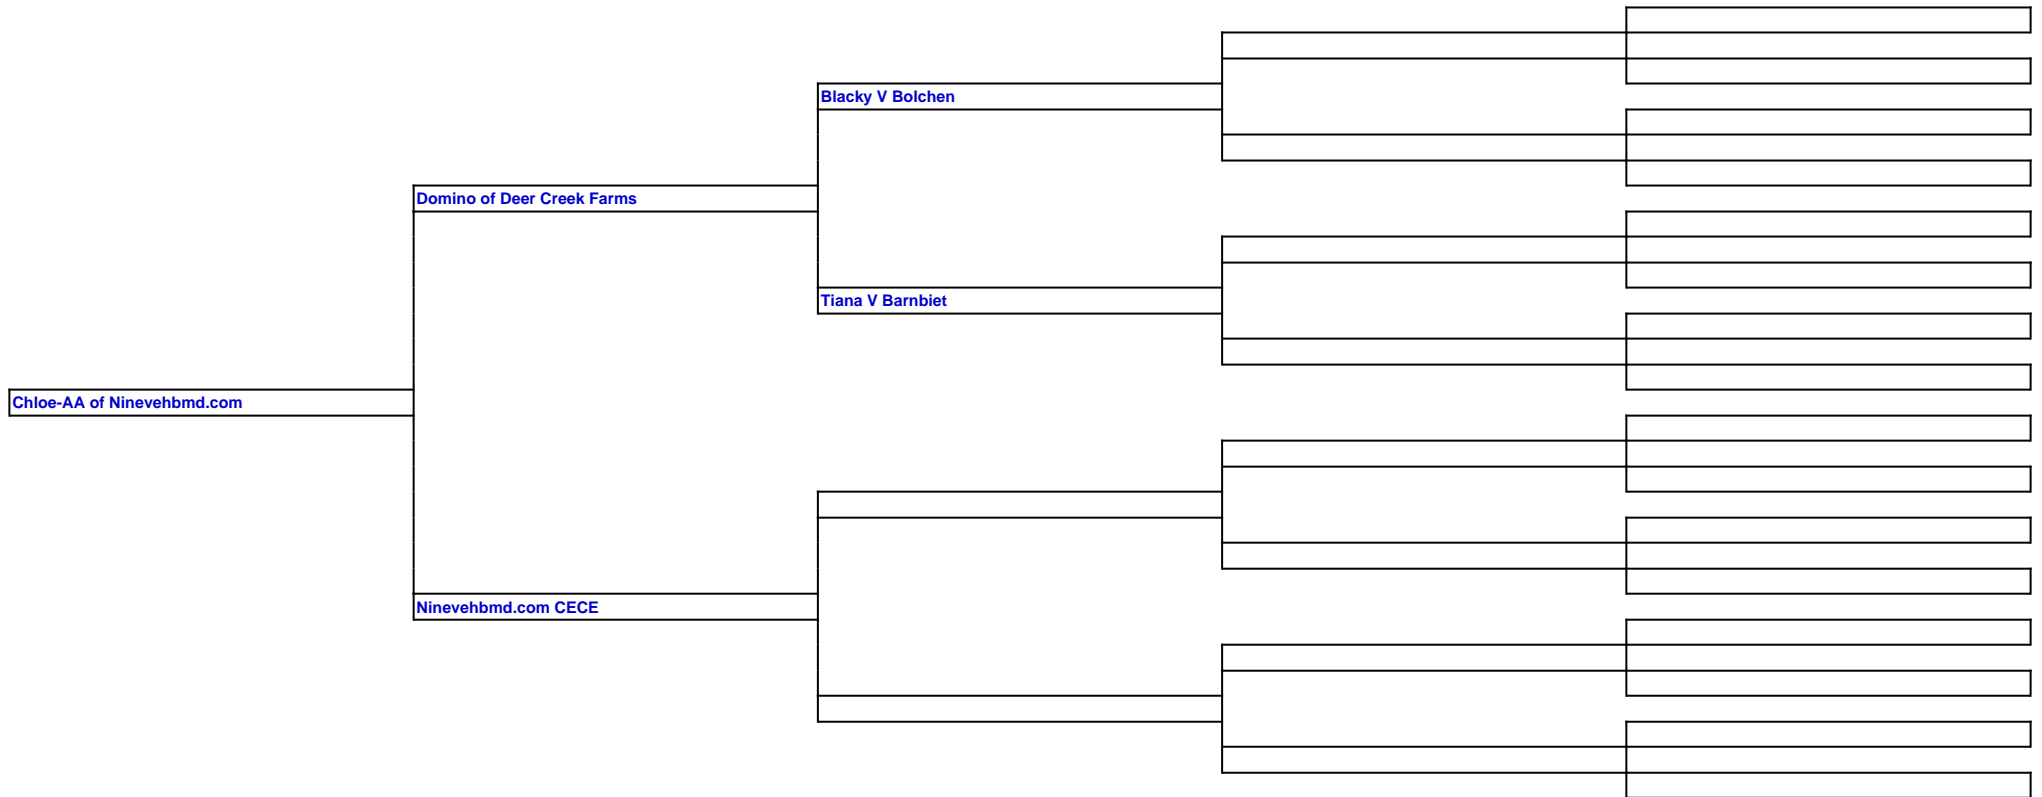 Blacky V Bolchen
Domino of Deer Creek Farms
Tiana V Barnbiet
Chloe-AA of Ninevehbmd.com
Ninevehbmd.com CECE